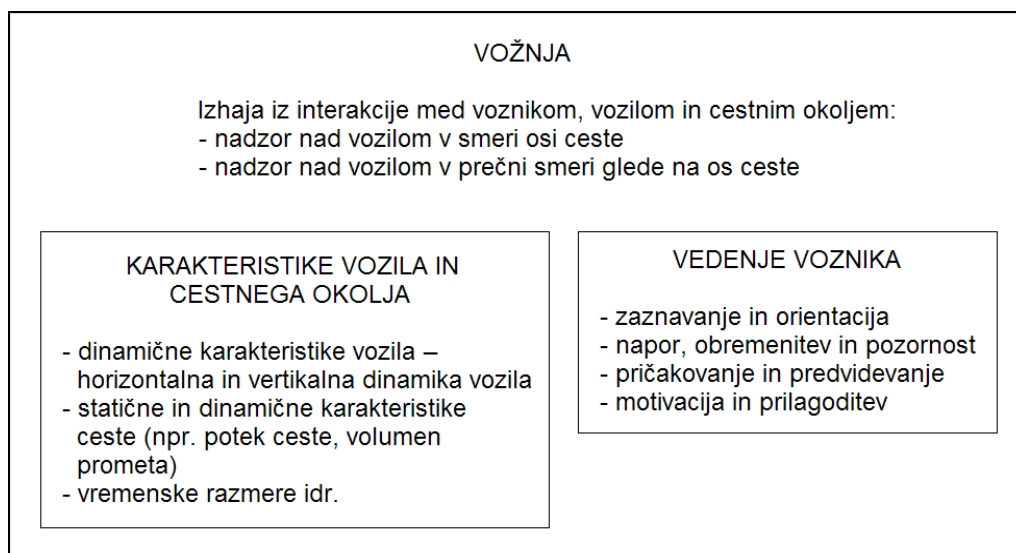 VOŽNJA
Izhaja iz interakcije med voznikom, vozilom in cestnim okoljem:
- nadzor nad vozilom v smeri osi ceste
- nadzor nad vozilom v prečni smeri glede na os ceste
KARAKTERISTIKE VOZILA IN
CESTNEGA OKOLJA
- dinamične karakteristike vozila –
horizontalna in vertikalna dinamika vozila
- statične in dinamične karakteristike
ceste (npr. potek ceste, volumen
prometa)
- vremenske razmere idr.
VEDENJE VOZNIKA
- zaznavanje in orientacija
- napor, obremenitev in pozornost
- pričakovanje in predvidevanje
- motivacija in prilagoditev